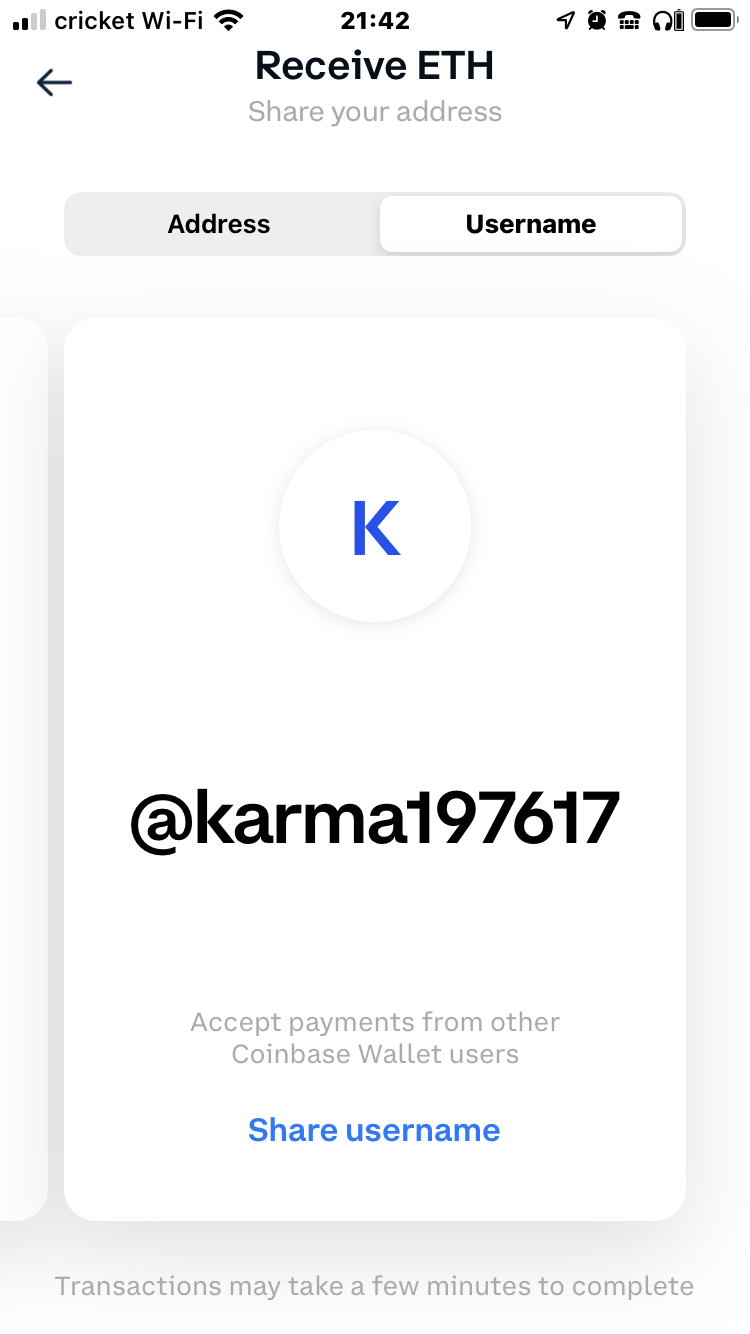 cricket Wi-Fi 21:42
Receive ETH
Share your address
Address Username
K
@karma197617
Accept payments from other
Coinbase Wallet users
Share username
Transactions may take a few minutes to complete